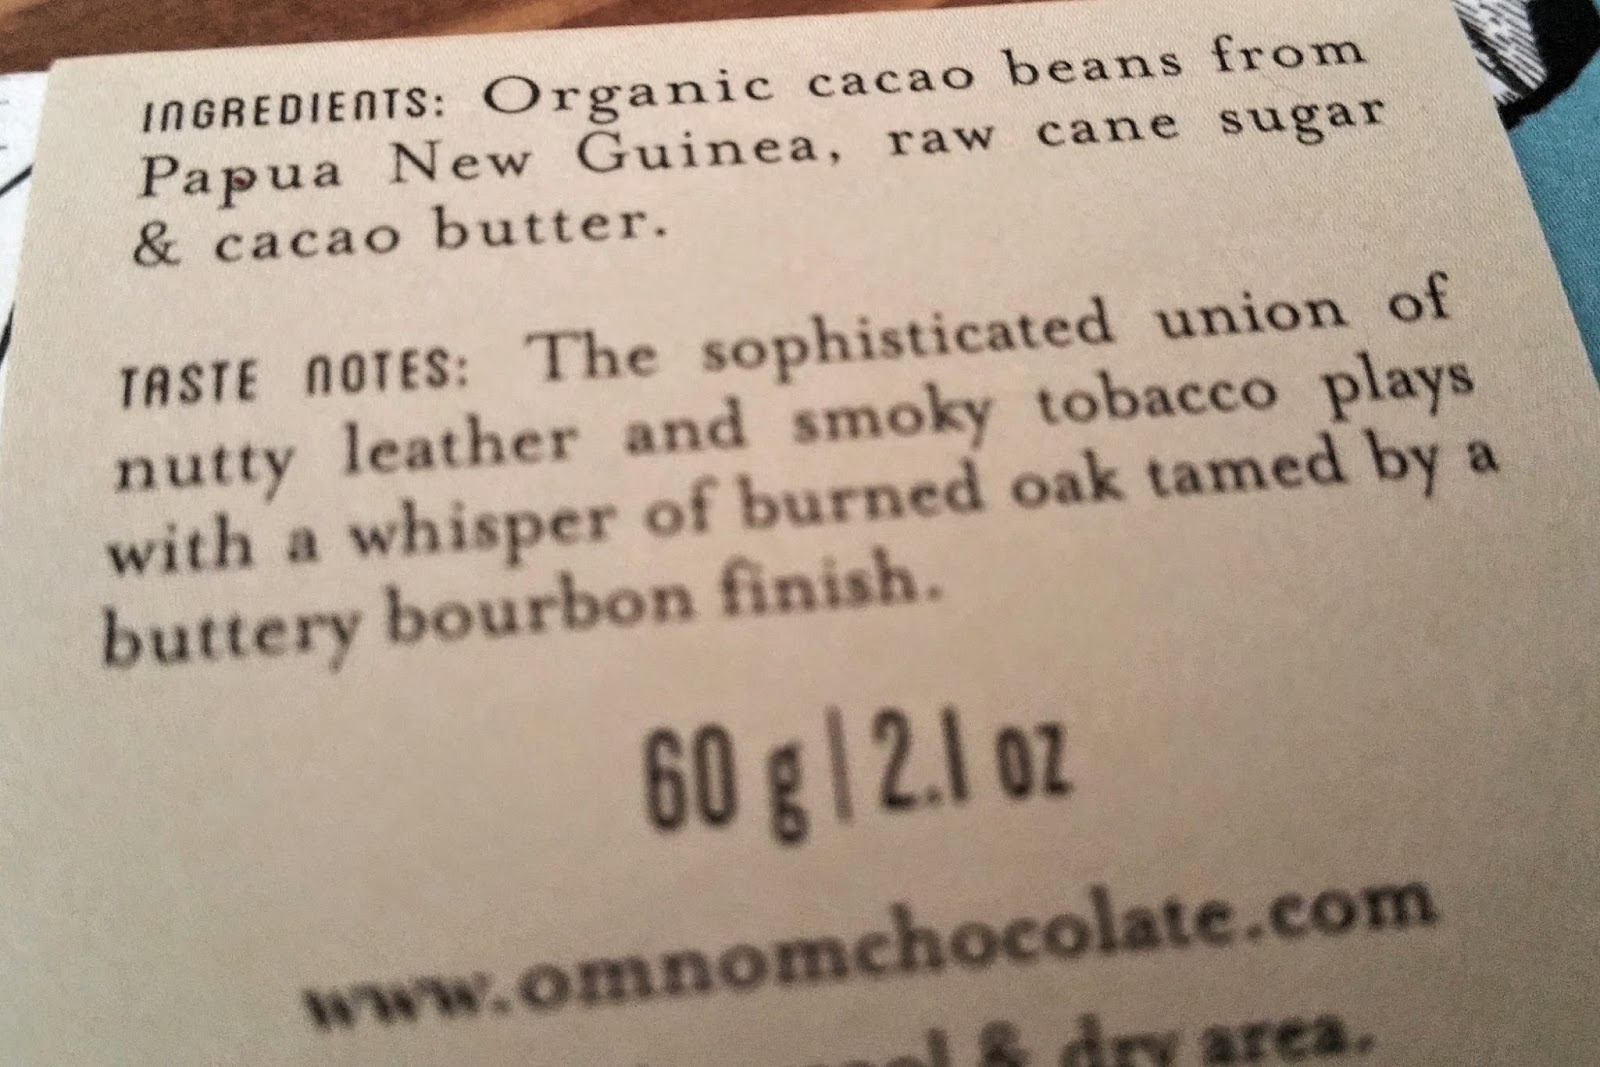 INGREDIENTS: Organic cacao beans from
Papua New Guinea, raw cane sugar
& cacao butter.
TASTE NOTES: The sophisticated union of
nutty leather and smoky tobacco plays
with a whisper of burned oak tamed by a
buttery bourbon finish.
60 g | 2.1 oz
www.omnomchocolate.com
& dry area.